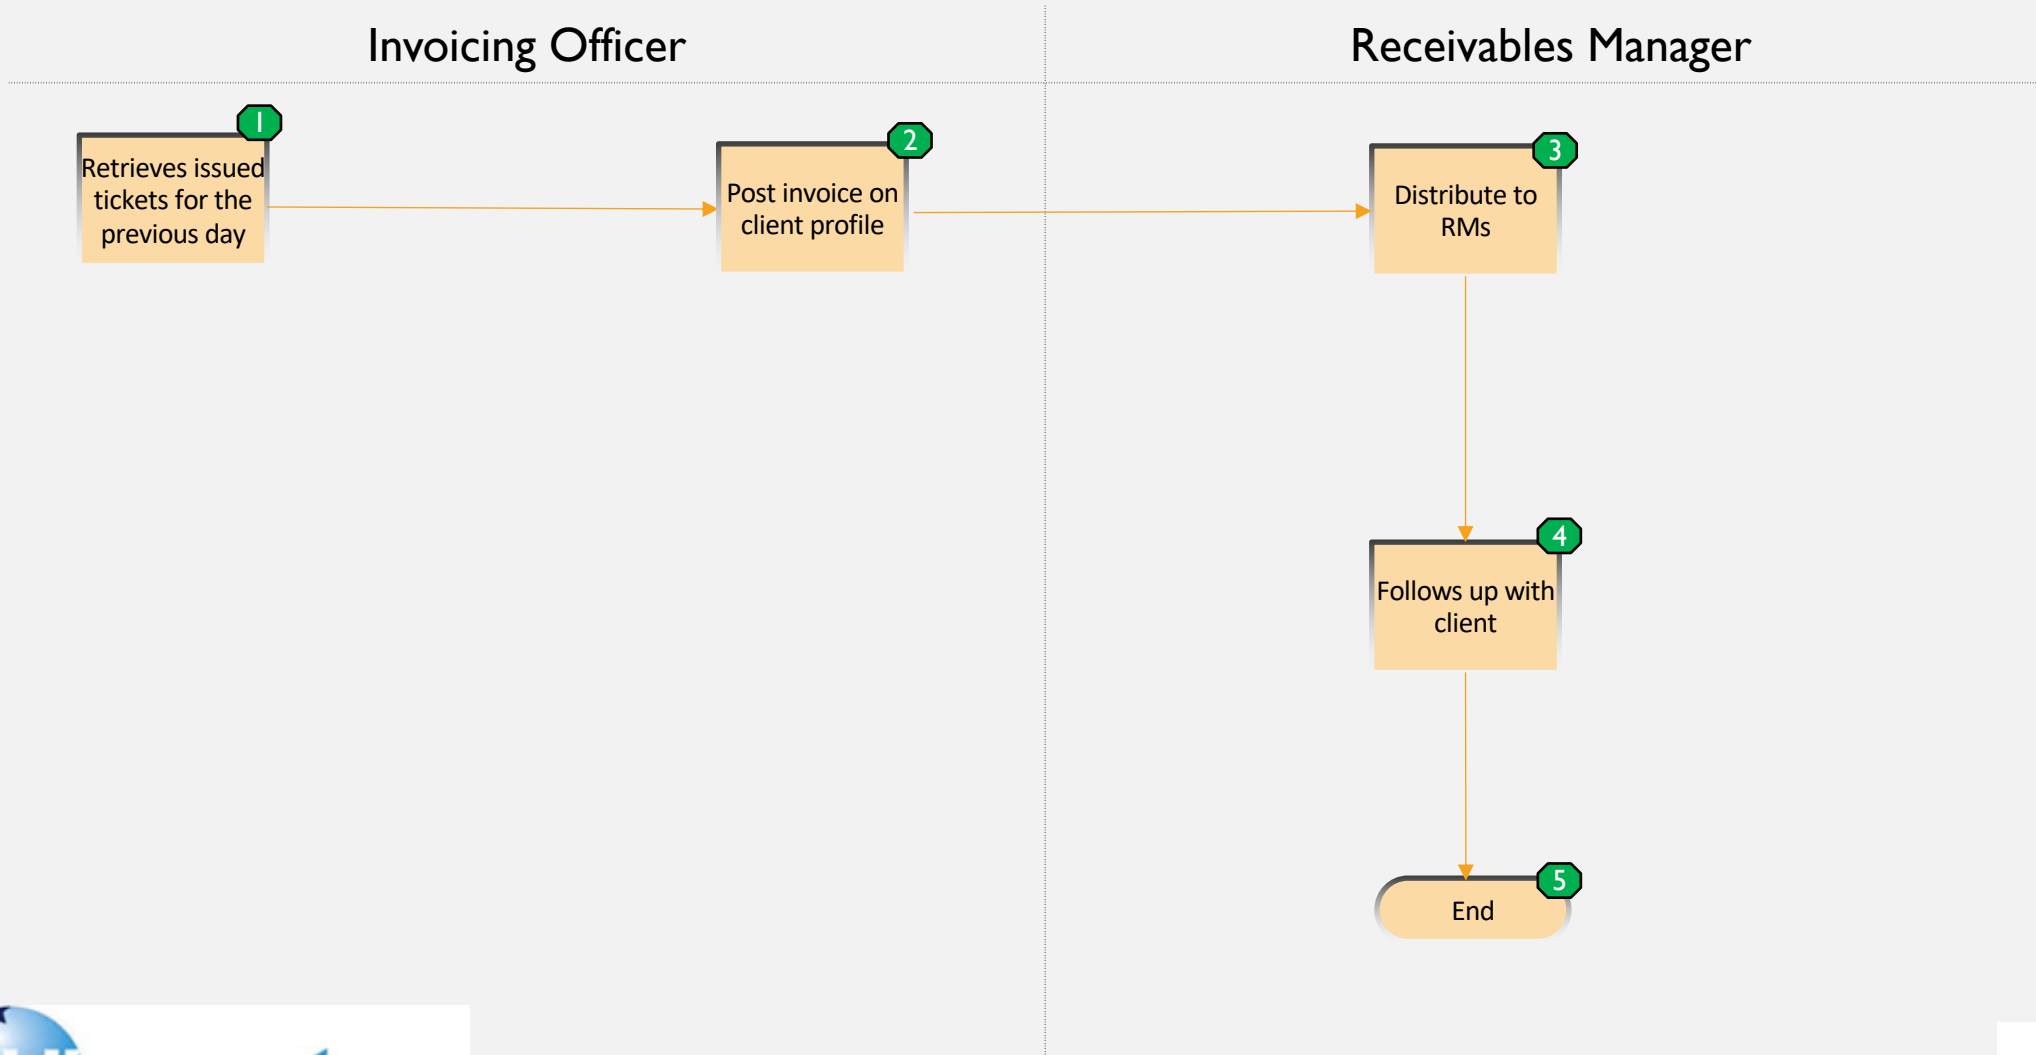 Invoicing Officer
Receivables Manager
1
Retrieves issued
tickets for the
previous day
2
Post invoice on
client profile
3
Distribute to
RMs
4
Follows up with
client
5
End